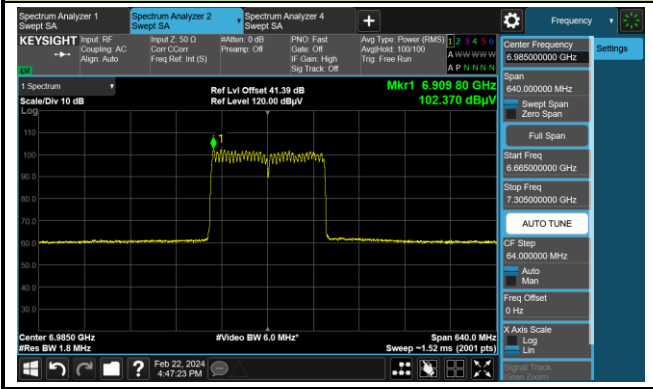 Spectrum Analyzer 1
Swept SA
Spectrum Analyzer 2
Swept SA
Spectrum Analyzer 4
Swept SA
Frequency
KEYSIGHT
Input: RF
Coupling: AC
Align: Auto
Input Z: 50 Ω
Corr CCorr
Freq Ref: Int (S)
#Atten: 0 dB
Preamp: Off
PNO: Fast
Gate: Off
IF Gain: High
Sig Track: Off
Avg Type: Power (RMS)
Avg|Hold: 100/100
Trig: Free Run
1 2 3 4 5 6
A W W W W W
A P N N N N
1 Spectrum
Scale/Div 10 dB
Log
Ref Lvl Offset 41.39 dB
Ref Level 120.00 dBµV
Mkr1 6.909 80 GHz
102.370 dBµV
1
110
100
90.0
80.0
70.0
60.0
50.0
40.0
30.0
Center 6.9850 GHz
#Res BW 1.8 MHz
#Video BW 6.0 MHz*
Span 640.0 MHz
Sweep ~1.52 ms (2001 pts)
Feb 22, 2024
4:47:23 PM
Center Frequency
6.985000000 GHz
Settings
Span
640.000000 MHz
Swept Span
Zero Span
Full Span
Start Freq
6.665000000 GHz
Stop Freq
7.305000000 GHz
AUTO TUNE
CF Step
64.000000 MHz
Auto
Man
Freq Offset
0 Hz
X Axis Scale
Log
Lin
Signal Track
(Span Zoom)